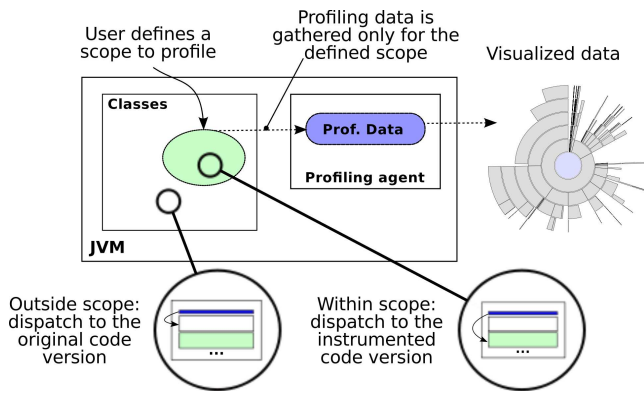 User defines a
scope to profile
Profiling data is
gathered only for the
defined scope
Visualized data
Classes
Prof. Data
Profiling agent
JVM
Outside scope:
dispatch to the
original code
version
...
Within scope:
dispatch to the
instrumented
code version
...